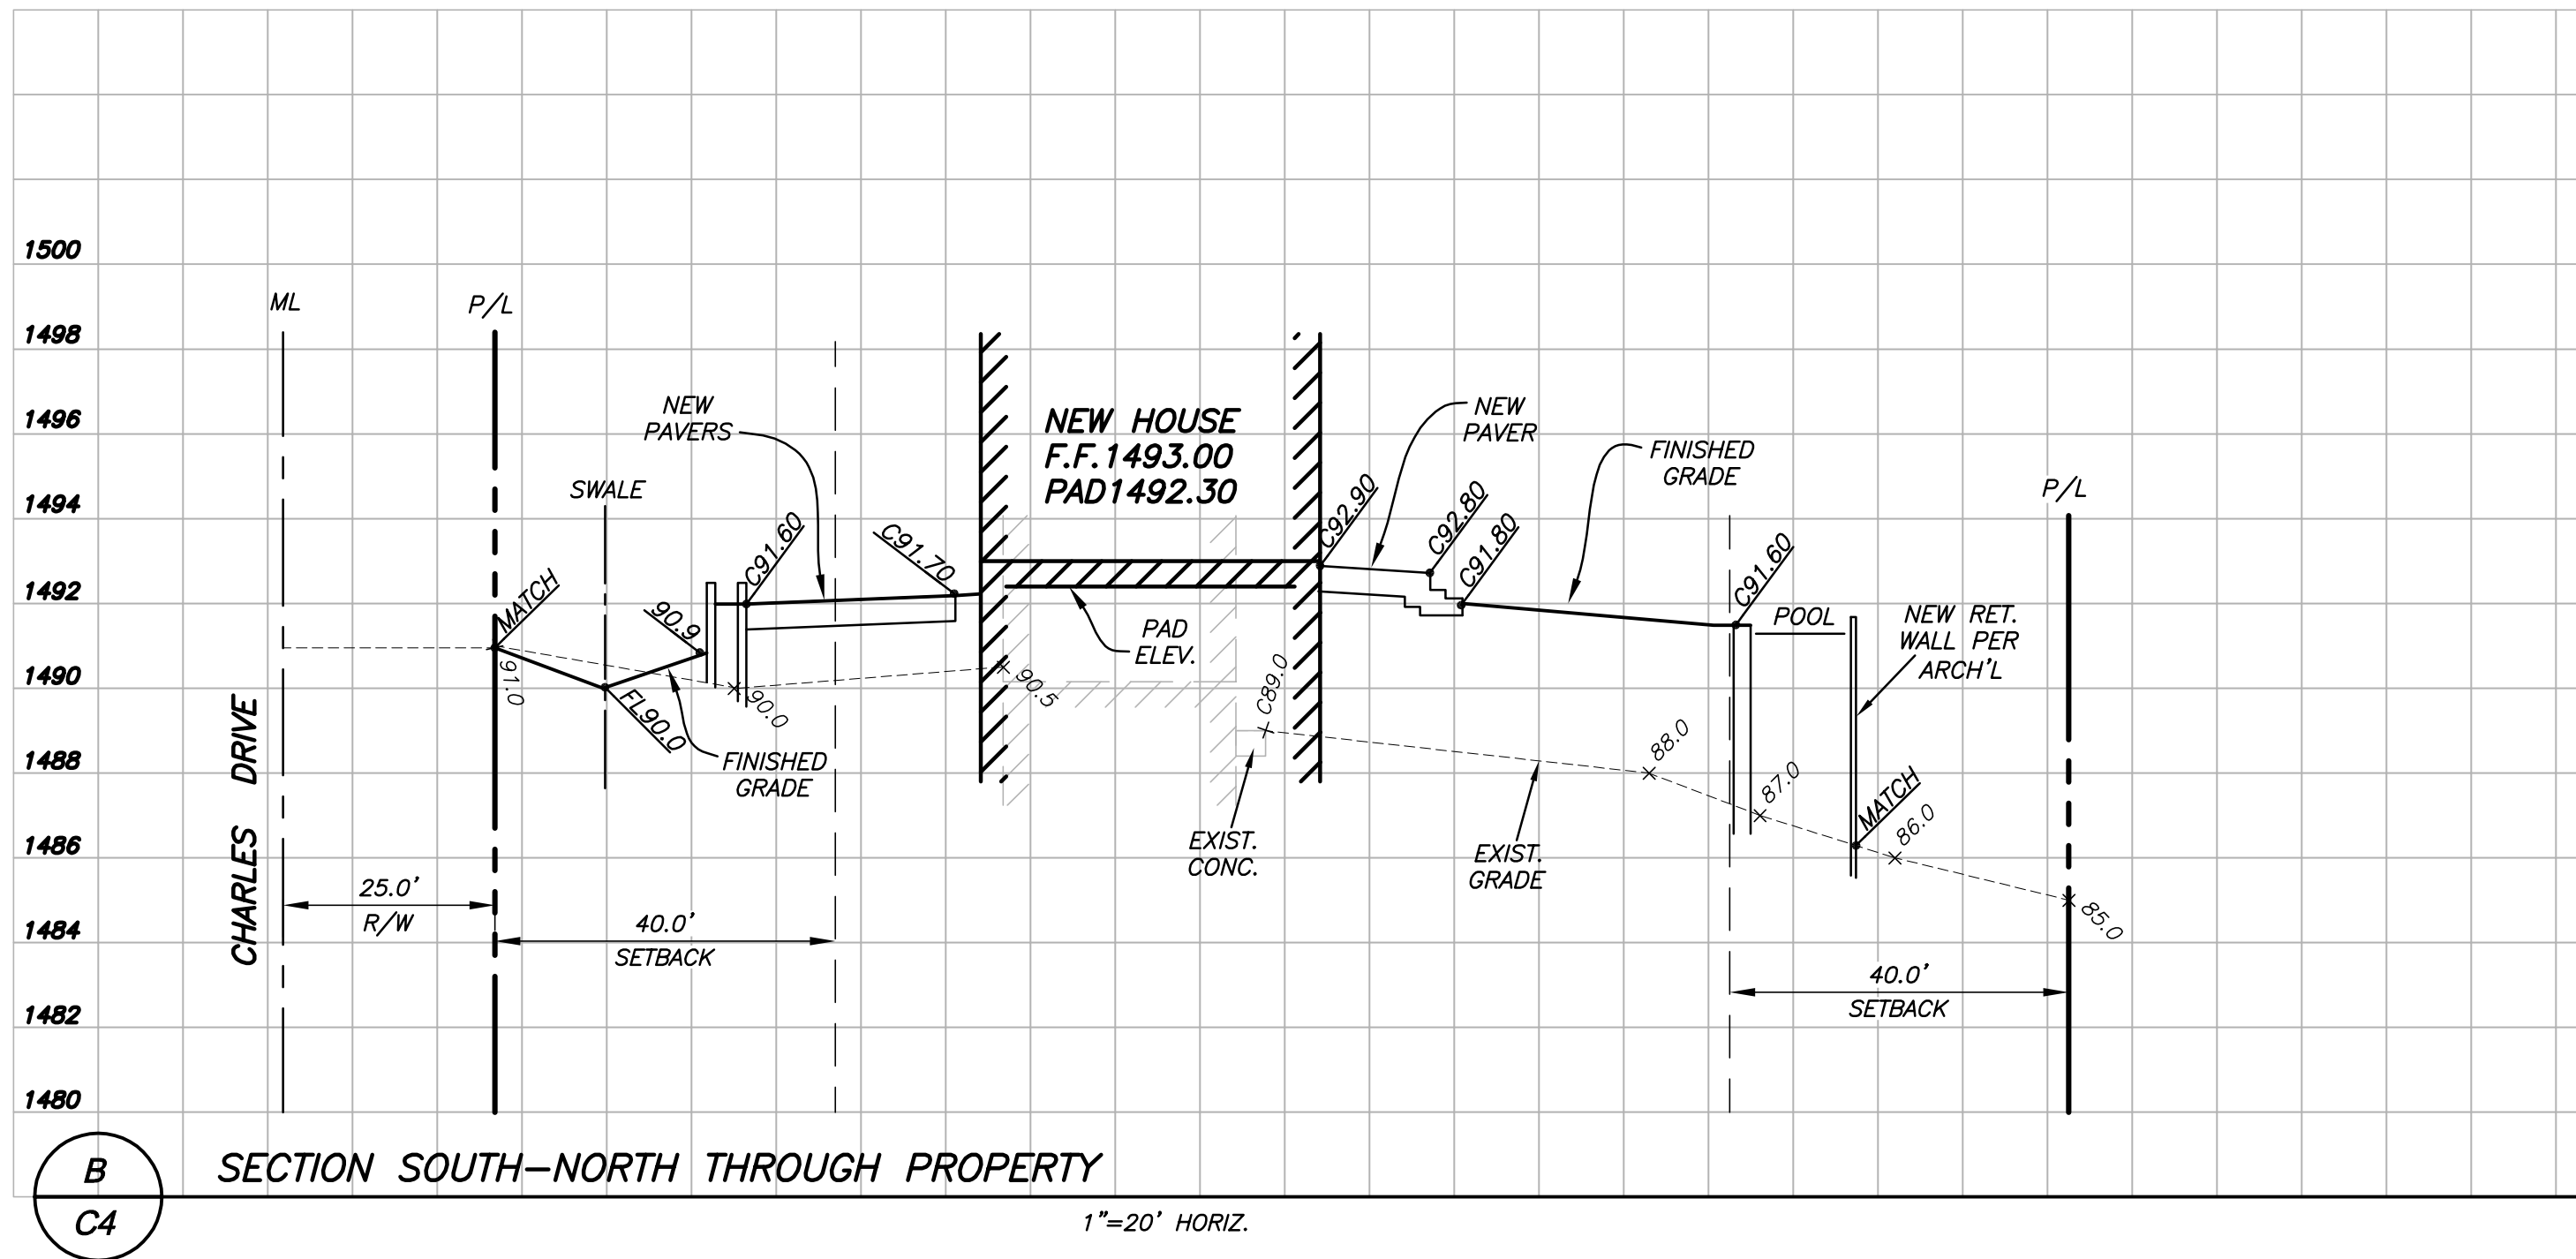 1500
1498
1496
1494
1492
1490
1488
1486
1484
1482
1480
ML
P/L
CHARLES DRIVE
25.0'
R/W
MATCH
91.0
SWALE
FL90.0
90.9
FINISHED
GRADE
40.0'
SETBACK
NEW
PAVERS
C91.60
90.0
C91.70
90.5
NEW HOUSE
F.F.1493.00
PAD1492.30
PAD
ELEV.
C89.0
EXIST.
CONC.
C92.90
NEW
PAVER
C92.80
C91.80
FINISHED
GRADE
EXIST.
GRADE
88.0
C91.60
POOL
87.0
NEW RET.
WALL PER
ARCH'L
MATCH
86.0
P/L
85.0
40.0'
SETBACK
B
C4
SECTION SOUTH-NORTH THROUGH PROPERTY
1"=20' HORIZ.